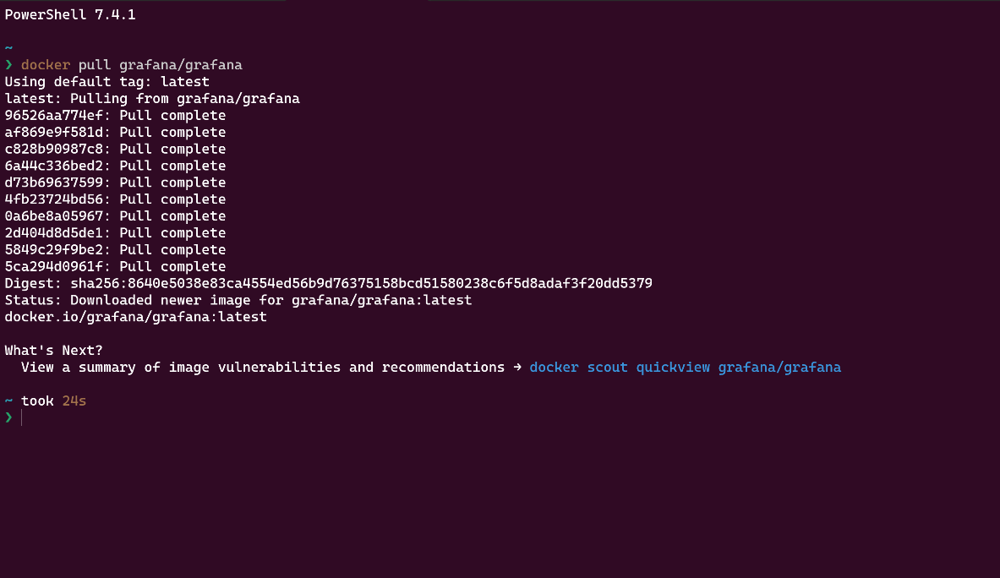 PowerShell 7.4.1
~
❯ docker pull grafana/grafana
Using default tag: latest
latest: Pulling from grafana/grafana
96526aa774ef: Pull complete
af869e9f581d: Pull complete
c828b90987c8: Pull complete
6a44c336bed2: Pull complete
d73b69637599: Pull complete
4fb23724bd56: Pull complete
0a6be8a05967: Pull complete
2d404d8d5de1: Pull complete
5849c29f9be2: Pull complete
5ca294d0961f: Pull complete
Digest: sha256:8640e5038e83ca4554ed56b9d76375158bcd51580238c6f5d8adaf3f20dd5379
Status: Downloaded newer image for grafana/grafana:latest
docker.io/grafana/grafana:latest
What's Next?
  View a summary of image vulnerabilities and recommendations → docker scout quickview grafana/grafana
~ took 24s
❯